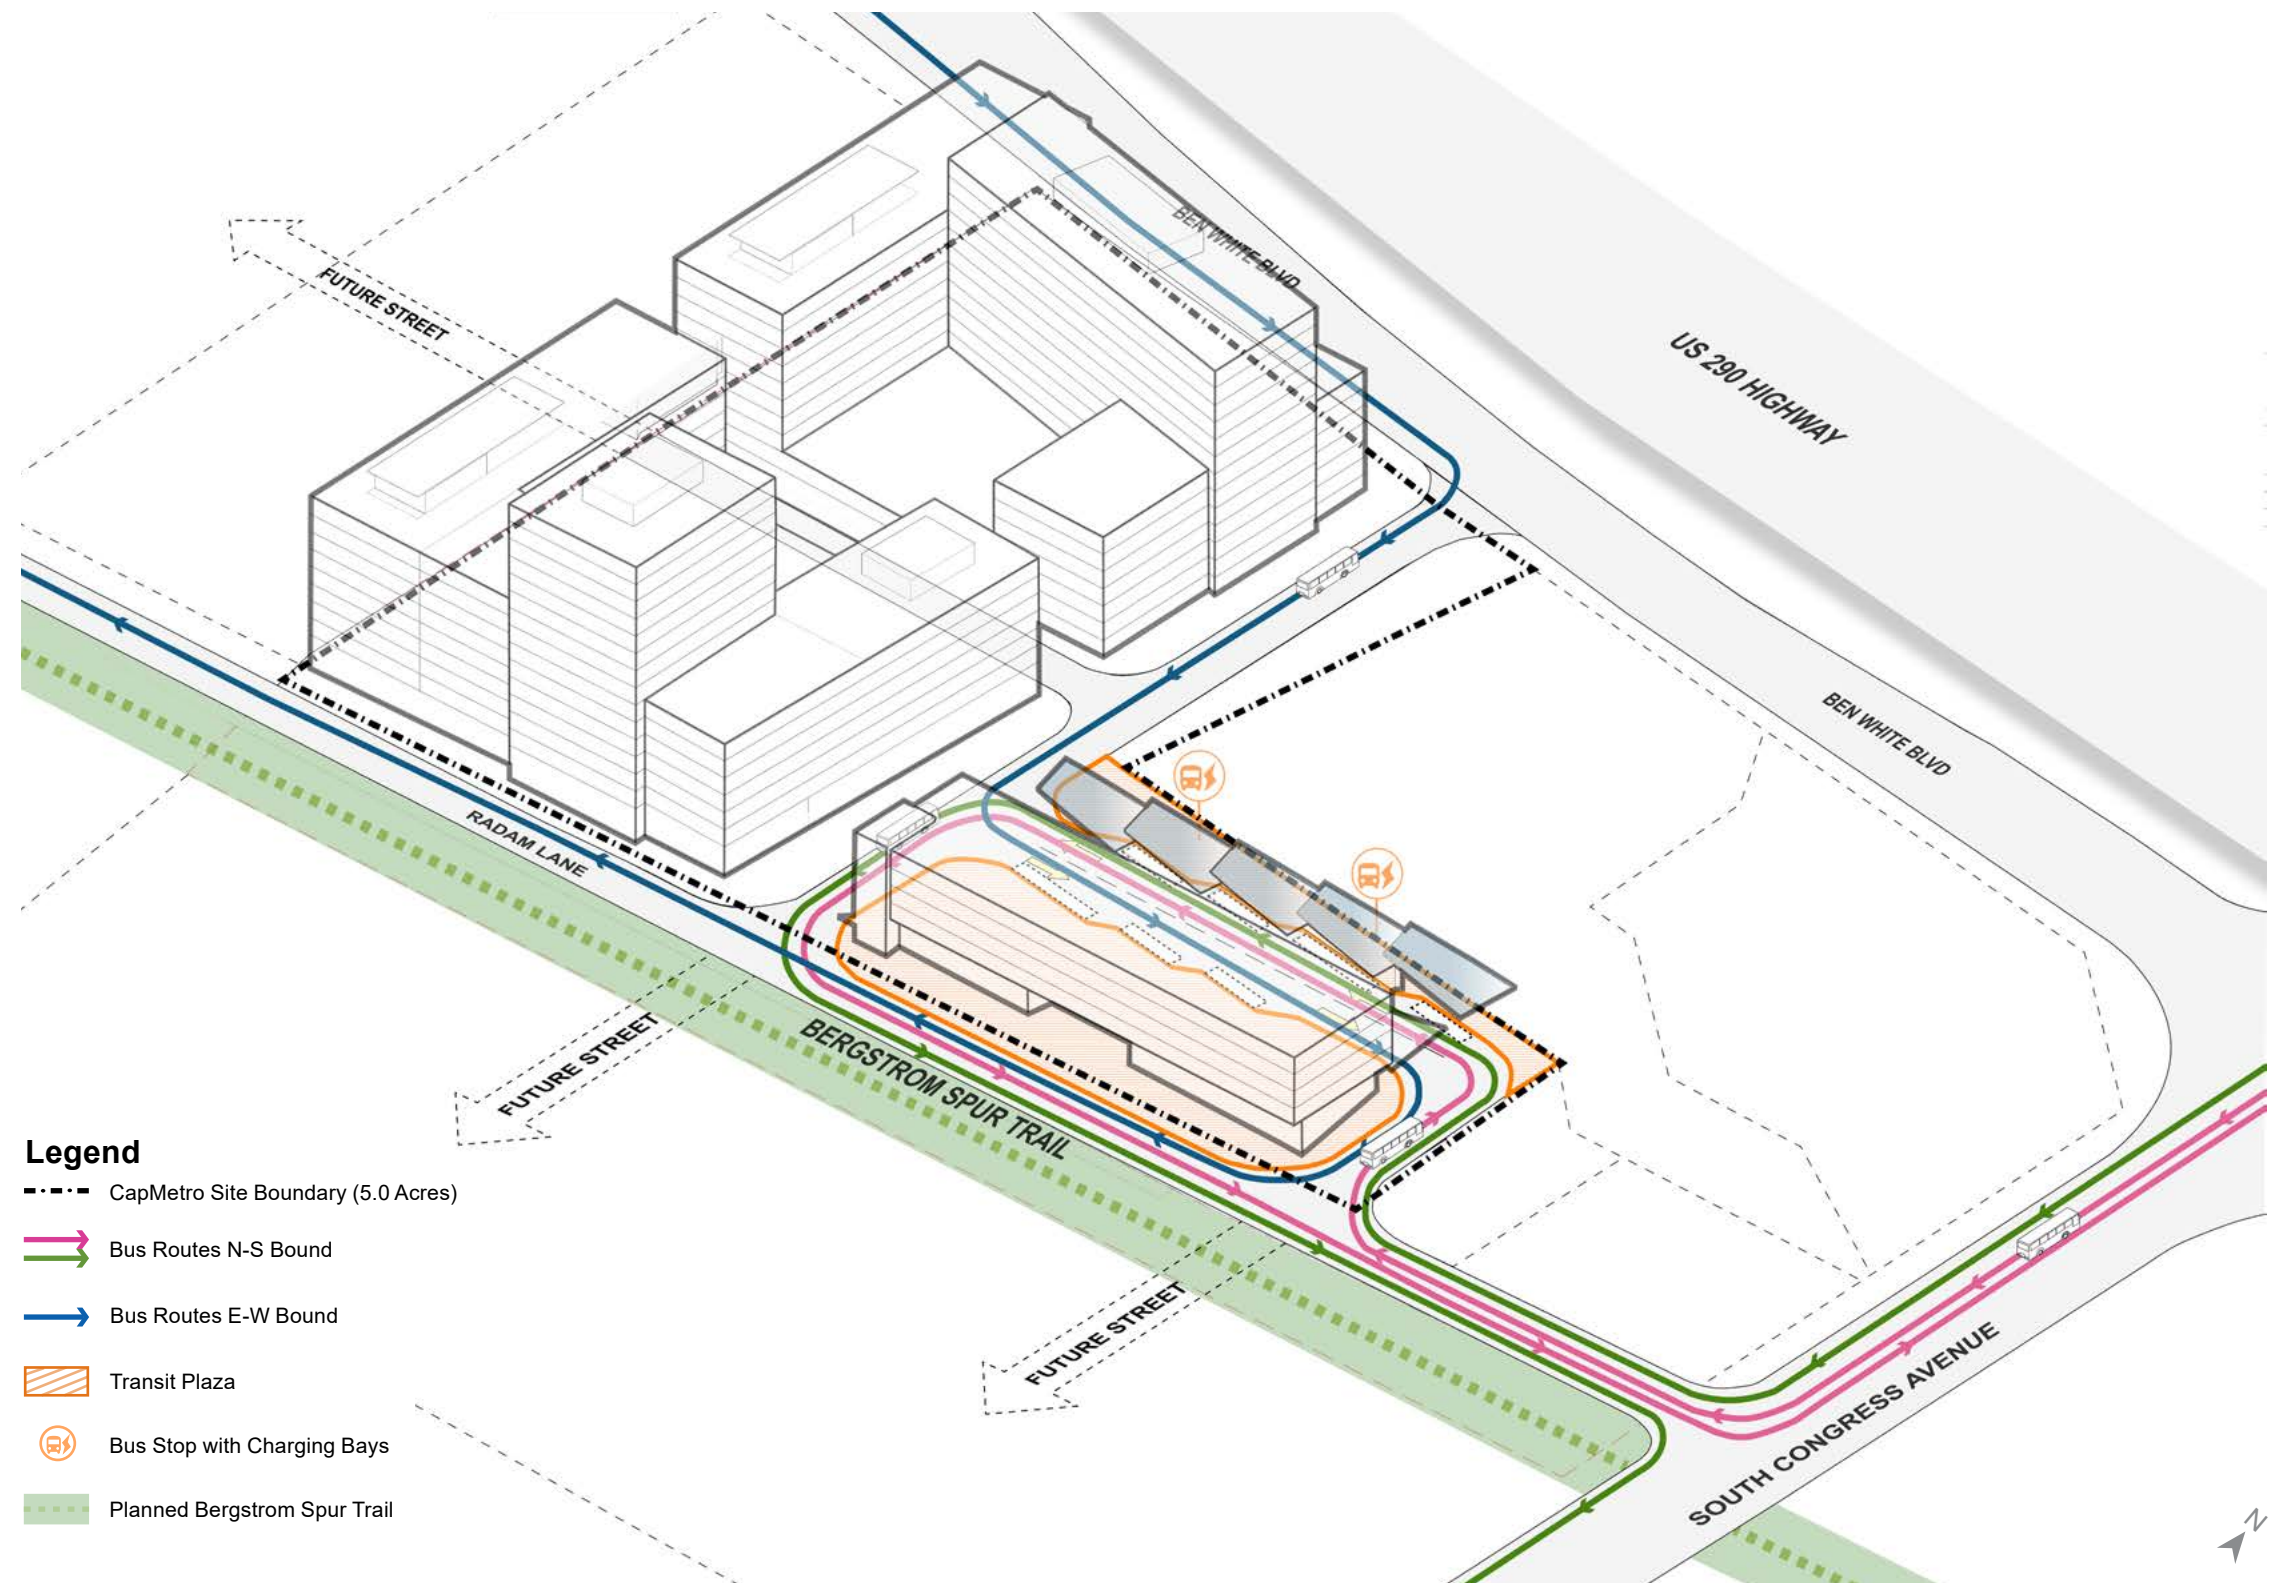 BEN WHITE BLVD
FUTURE STREET
US 290 HIGHWAY
BEN WHITE BLVD
RADAM LANE
BERGSTROM SPUR TRAIL
FUTURE STREET
FUTURE STREET
SOUTH CONGRESS AVENUE
Legend
CapMetro Site Boundary (5.0 Acres)
Bus Routes N-S Bound
Bus Routes E-W Bound
Transit Plaza
Bus Stop with Charging Bays
Planned Bergstrom Spur Trail
N